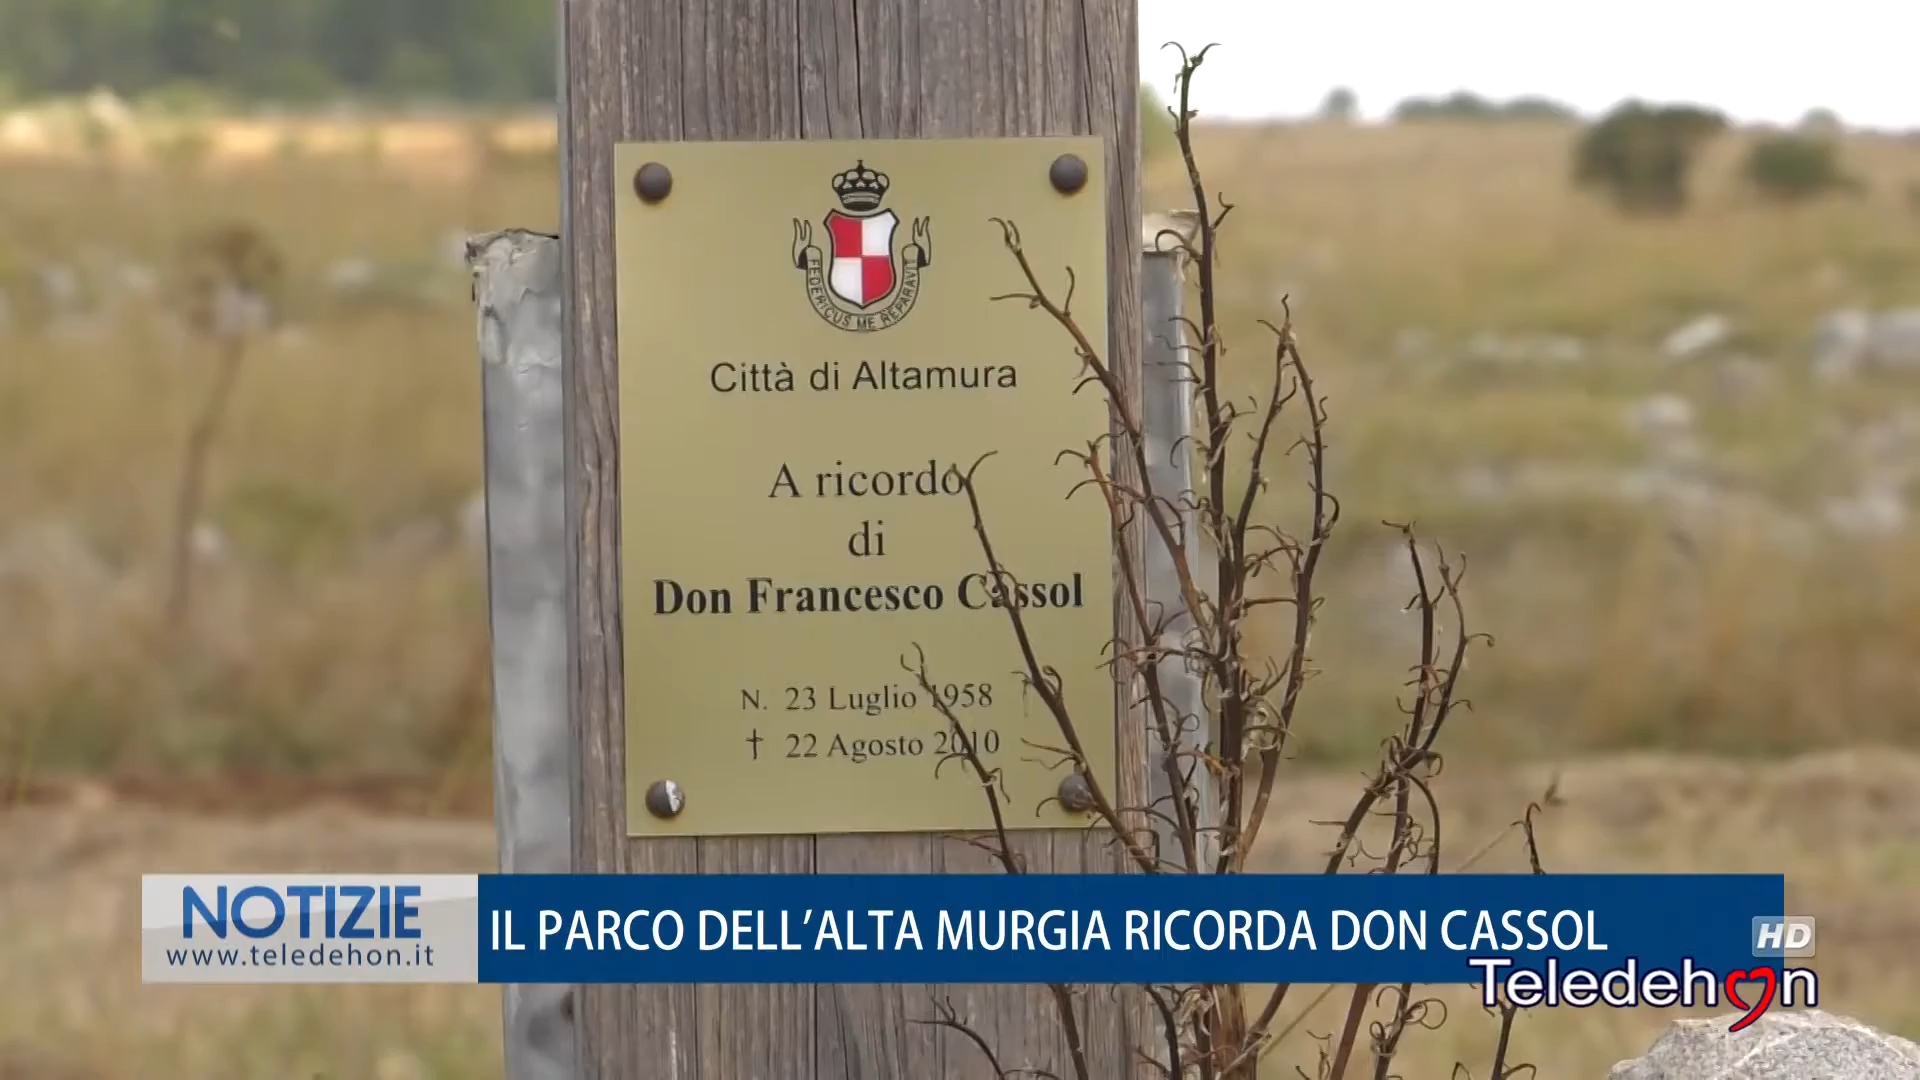 FEDERICUS ME REPARAVIT
Città di Altamura
A ricordo
di
Don Francesco Cassol
N. 23 Luglio 1958
† 22 Agosto 2010
NOTIZIE
www.teledehon.it
IL PARCO DELL'ALTA MURGIA RICORDA DON CASSOL
HD
Teledehon